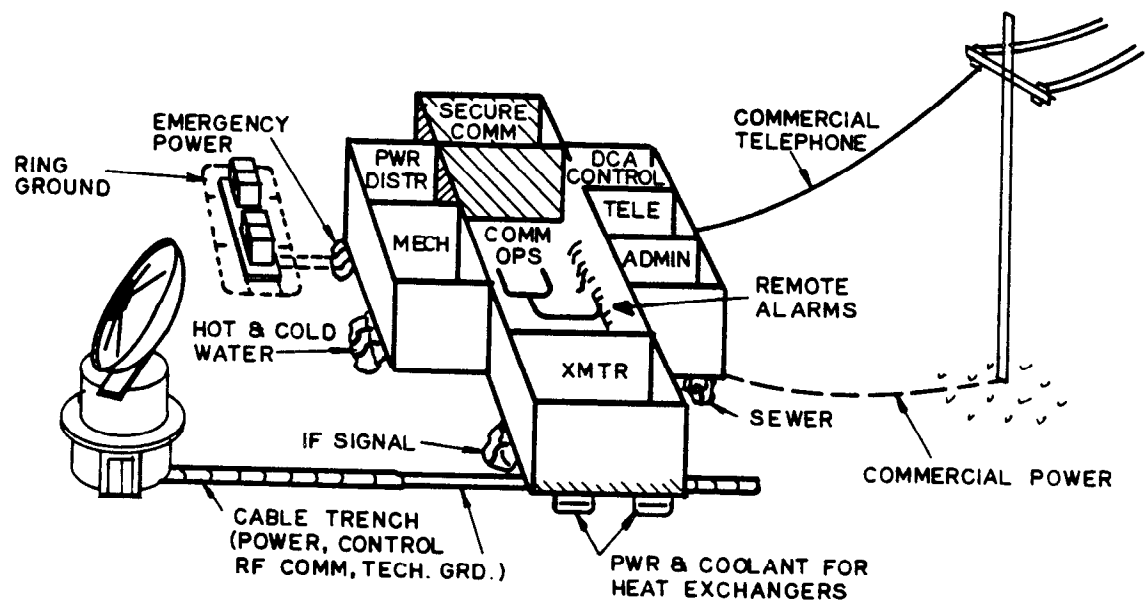 SECURE
COMM
EMERGENCY
POWER
COMMERCIAL
TELEPHONE
RING
GROUND
PWR
DISTR
DCA
CONTROL
TELE
MECH
COMM
OPS
ADMIN
REMOTE
ALARMS
HOT & COLD
WATER
XMTR
SEWER
IF SIGNAL
COMMERCIAL POWER
CABLE TRENCH
(POWER, CONTROL
RF COMM, TECH. GRD.)
PWR & COOLANT FOR
HEAT EXCHANGERS